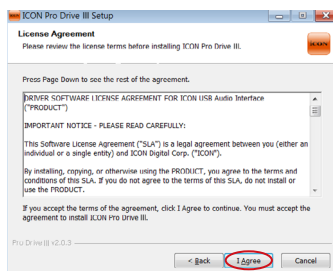 ICON Pro Drive III Setup
License Agreement
Please review the license terms before installing ICON Pro Drive III.
ICON
Press Page Down to see the rest of the agreement.
DRIVER SOFTWARE LICENSE AGREEMENT FOR ICON USB Audio Interface
("PRODUCT")
IMPORTANT NOTICE - PLEASE READ CAREFULLY:
This Software License Agreement ("SLA") is a legal agreement between you (either an
individual or a single entity) and ICON Digital Corp. ("ICON").
By installing, copying, or otherwise using the PRODUCT, you agree to the terms and
conditions of this SLA. If you do not agree to the terms of this SLA, do not install or
use the PRODUCT.
If you accept the terms of the agreement, click I Agree to continue. You must accept the
agreement to install ICON Pro Drive III.
Pro Drive III v2.0.3
< Back
I Agree
Cancel